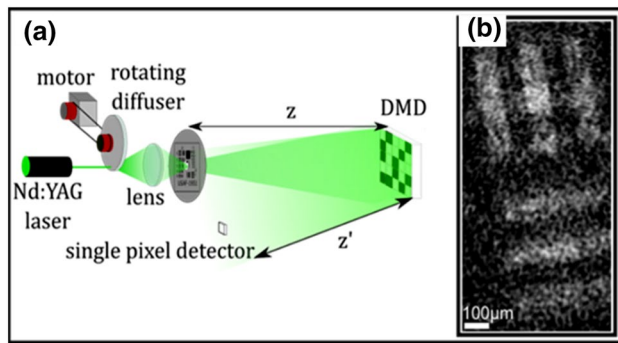 (a)
motor
rotating
diffuser
z
DMD
Nd:YAG
laser
lens
single pixel detector
z'
(b)
100μm